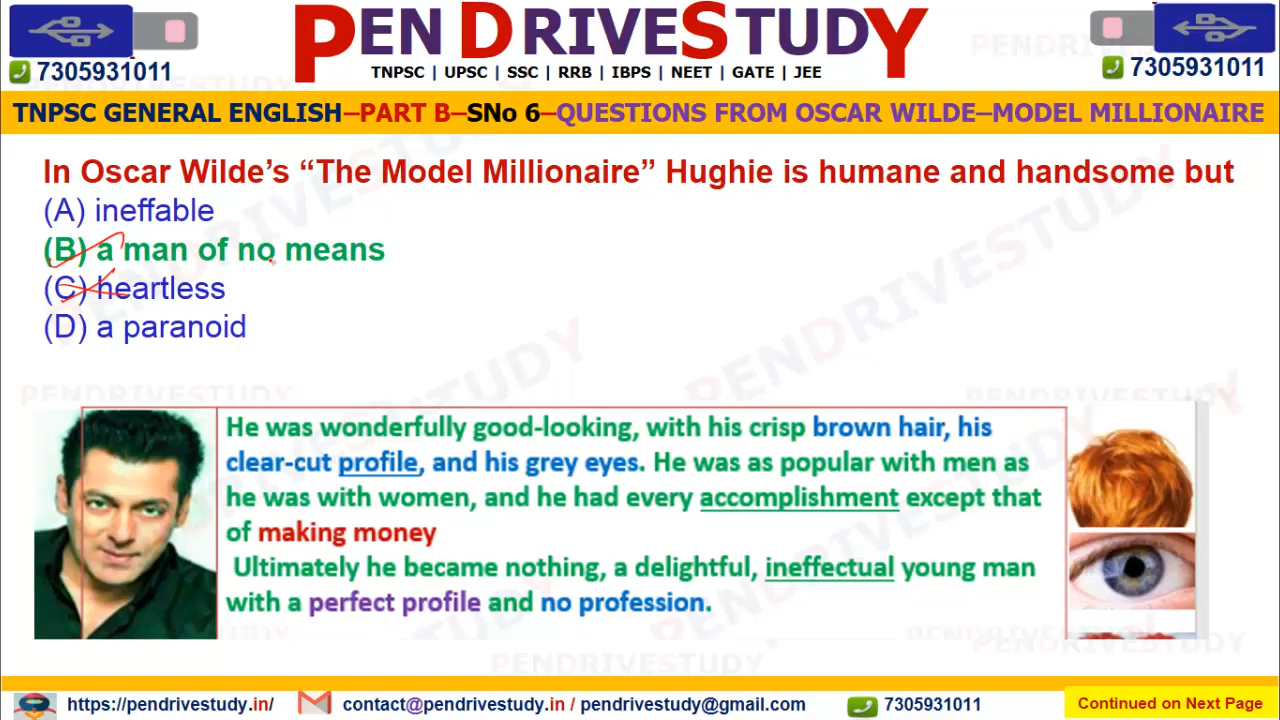 PEN DRIVESTUDY
TNPSC | UPSC | SSC | RRB | IBPS | NEET | GATE | JEE
7305931011
7305931011
TNPSC GENERAL ENGLISH–PART B–SNo 6–QUESTIONS FROM OSCAR WILDE–MODEL MILLIONAIRE
In Oscar Wilde’s “The Model Millionaire” Hughie is humane and handsome but
(A) ineffable
(B) a man of no means
(C) heartless
(D) a paranoid
He was wonderfully good-looking, with his crisp brown hair, his
clear-cut profile, and his grey eyes. He was as popular with men as
he was with women, and he had every accomplishment except that
of making money
Ultimately he became nothing, a delightful, ineffectual young man
with a perfect profile and no profession.
PENDRIVESTUDY
PENDRIVESTUDY
PENDRIVESTUDY
PENDRIVESTUDY
https://pendrivestudy.in/
contact@pendrivestudy.in / pendrivestudy@gmail.com
7305931011
Continued on Next Page